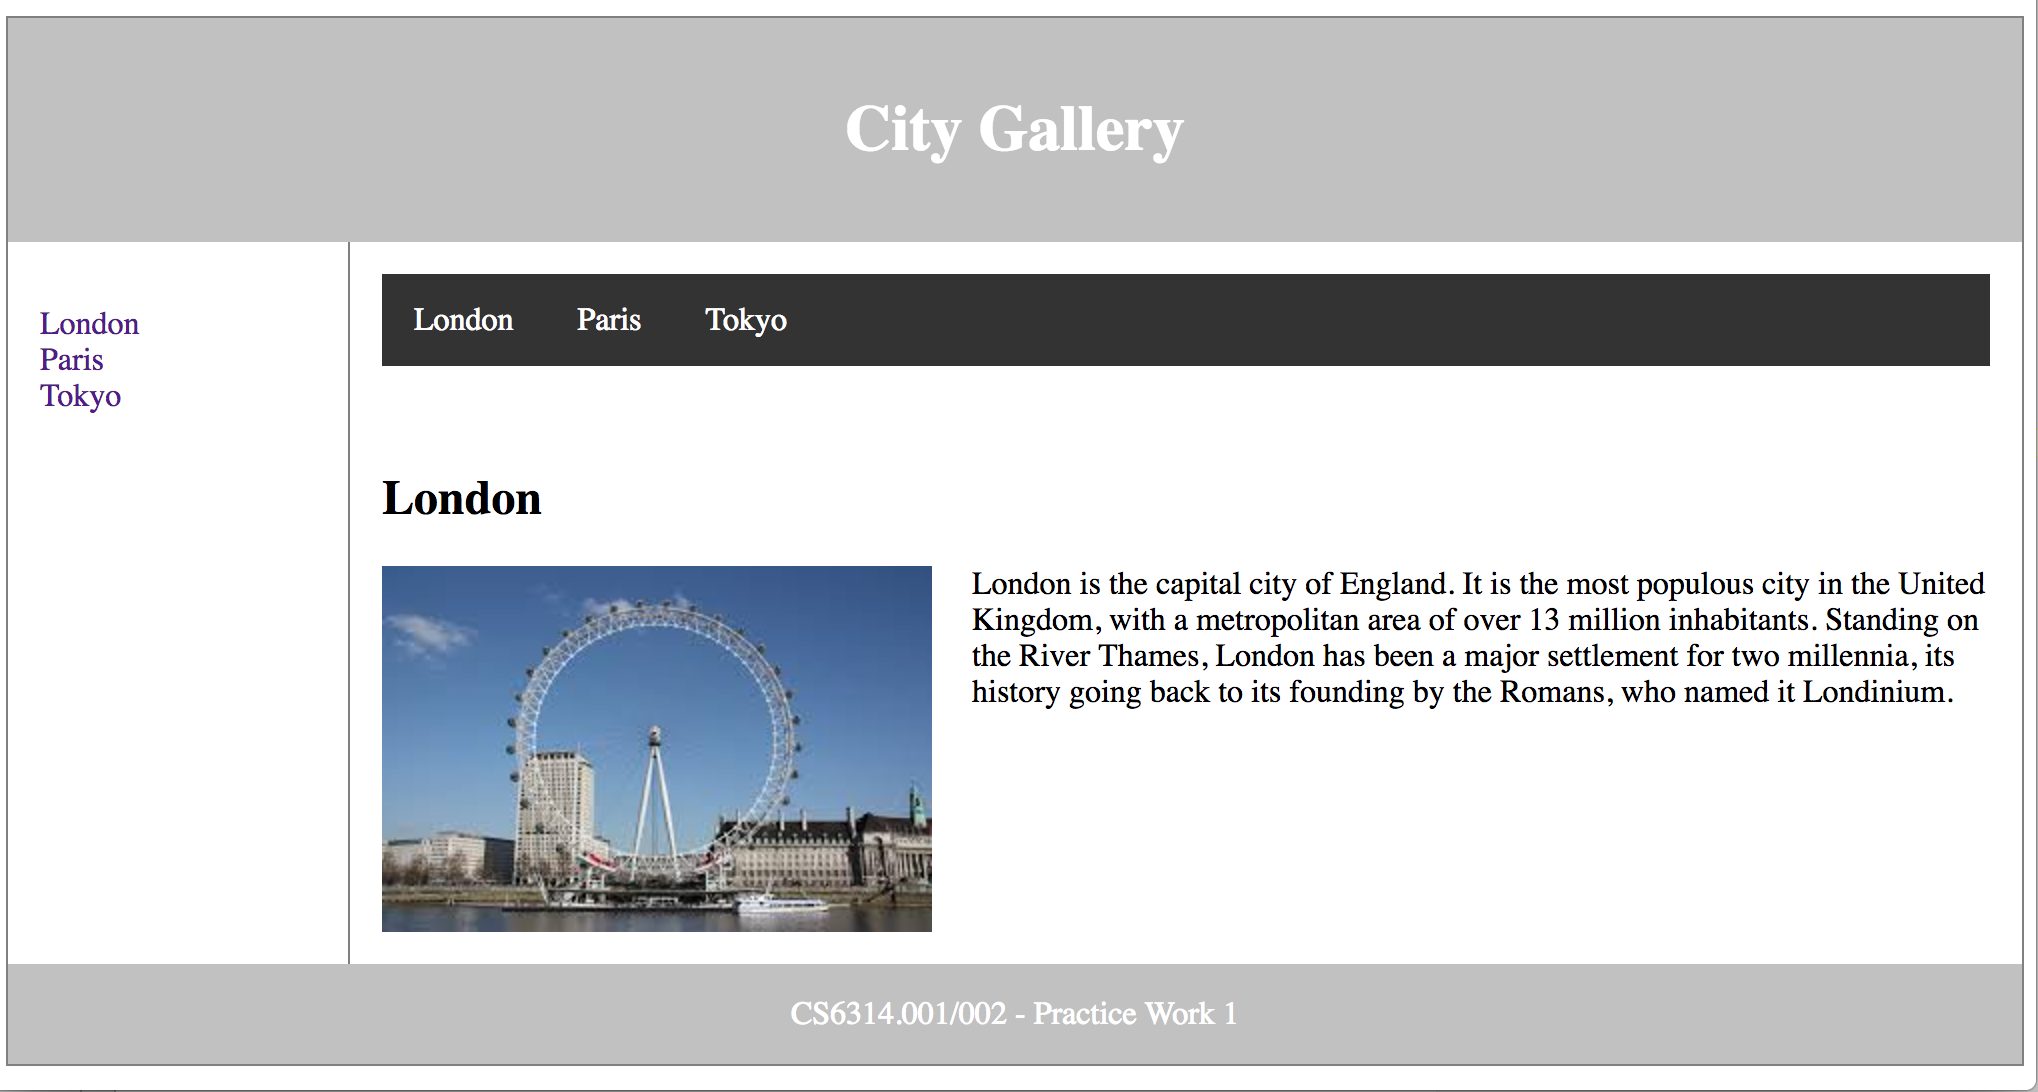 City Gallery
London
Paris
Tokyo
London Paris Tokyo
London
London is the capital city of England. It is the most populous city in the United
Kingdom, with a metropolitan area of over 13 million inhabitants. Standing on
the River Thames, London has been a major settlement for two millennia, its
history going back to its founding by the Romans, who named it Londinium.
CS6314.001/002 - Practice Work 1